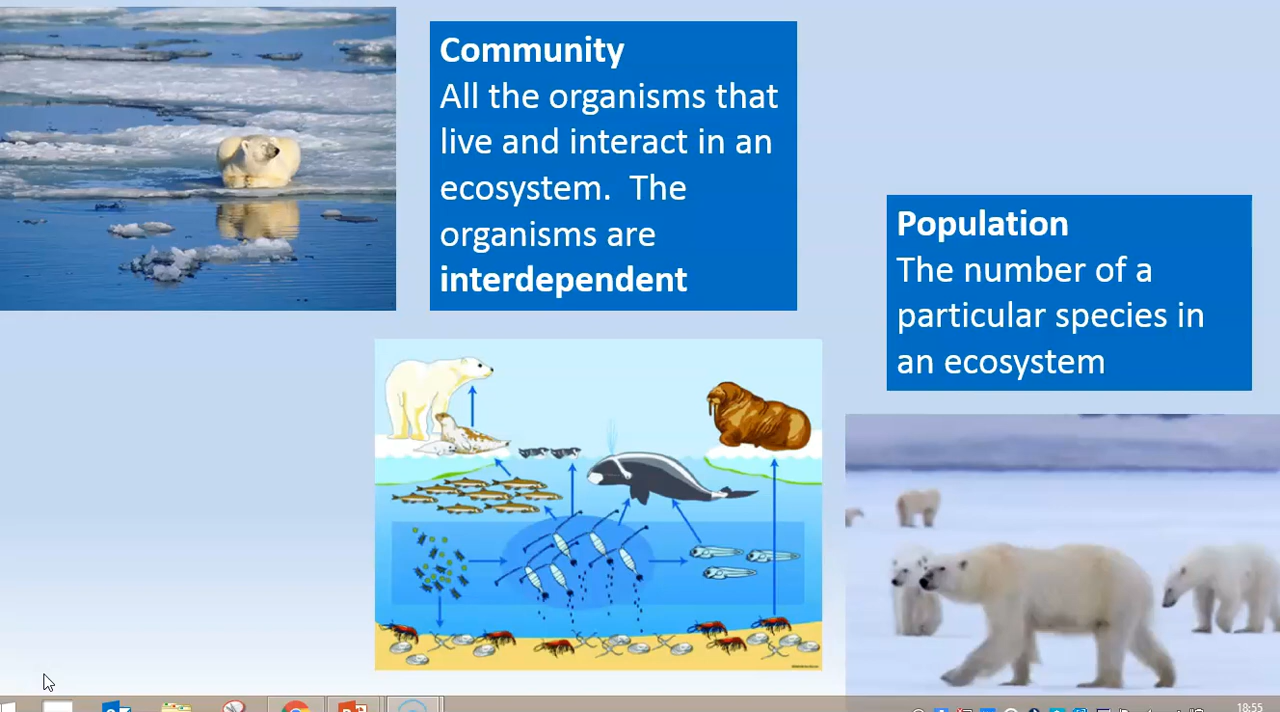 Community
All the organisms that
live and interact in an
ecosystem.  The
organisms are
interdependent
Population
The number of a
particular species in
an ecosystem
18:55